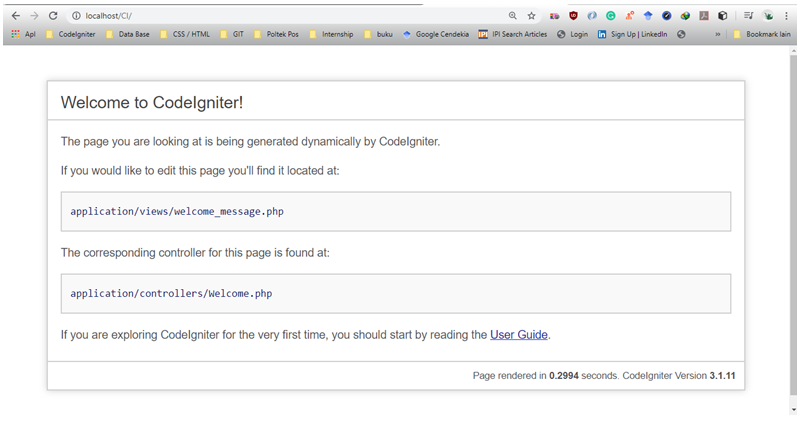 localhost/CI/
Apl CodeIgniter Data Base CSS / HTML GIT Poltek Pos Internship buku Google Cendekia IPI Search Articles Login Sign Up | LinkedIn » Bookmark lain
Welcome to CodeIgniter!
The page you are looking at is being generated dynamically by CodeIgniter.
If you would like to edit this page you'll find it located at:
application/views/welcome_message.php
The corresponding controller for this page is found at:
application/controllers/Welcome.php
If you are exploring CodeIgniter for the very first time, you should start by reading the User Guide.
Page rendered in 0.2994 seconds. CodeIgniter Version 3.1.11